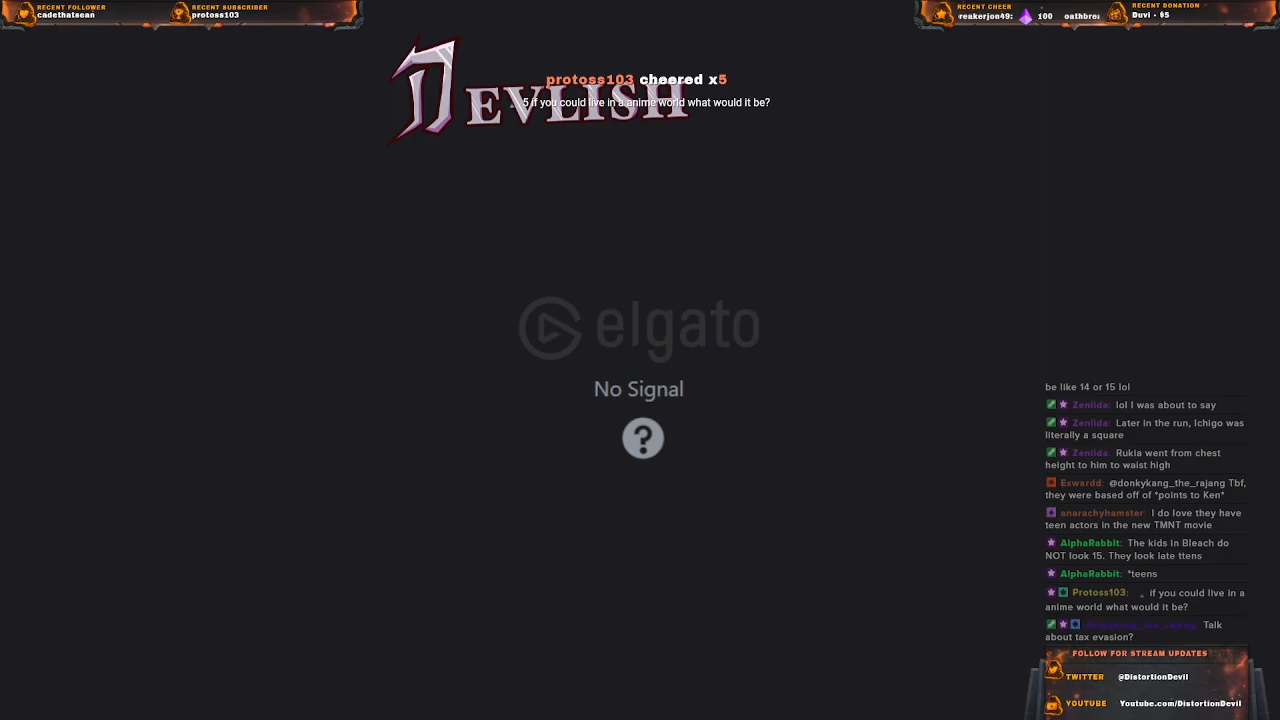 RECENT FOLLOWER
cadethatsean
RECENT SUBSCRIBER
protoss103
RECENT CHEER
reakerjon49: 100 oathbre
RECENT DONATION
Duvi - $5
DEVLISH
protoss103 cheered x5
5 if you could live in a anime world what would it be?
elgato
No Signal
?
be like 14 or 15 lol
Zenlida: lol I was about to say
Zenlida: Later in the run, Ichigo was
literally a square
Zenlida: Rukia went from chest
height to him to waist high
Exwardd: @donkykang_the_rajang Tbf,
they were based off of *points to Ken*
anarachyhamster: I do love they have
teen actors in the new TMNT movie
AlphaRabbit: The kids in Bleach do
NOT look 15. They look late ttens
AlphaRabbit: *teens
Protoss103: if you could live in a
anime world what would it be?
donkykang_the_rajang: Talk
about tax evasion?
FOLLOW FOR STREAM UPDATES
TWITTER @DistortionDevil
YOUTUBE Youtube.com/DistortionDevil